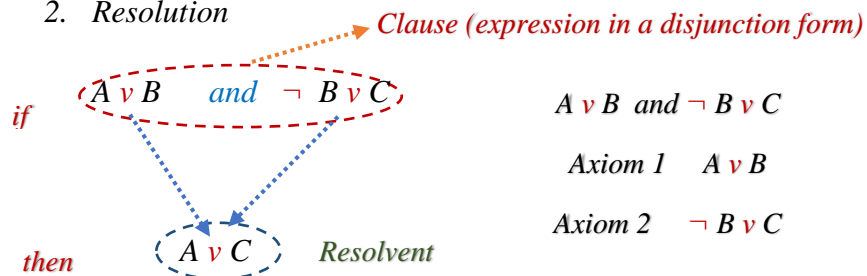 2. Resolution
Clause (expression in a disjunction form)
if A v B and ¬ B v C
then A v C Resolvent
A v B and ¬ B v C
Axiom 1 A v B
Axiom 2 ¬ B v C